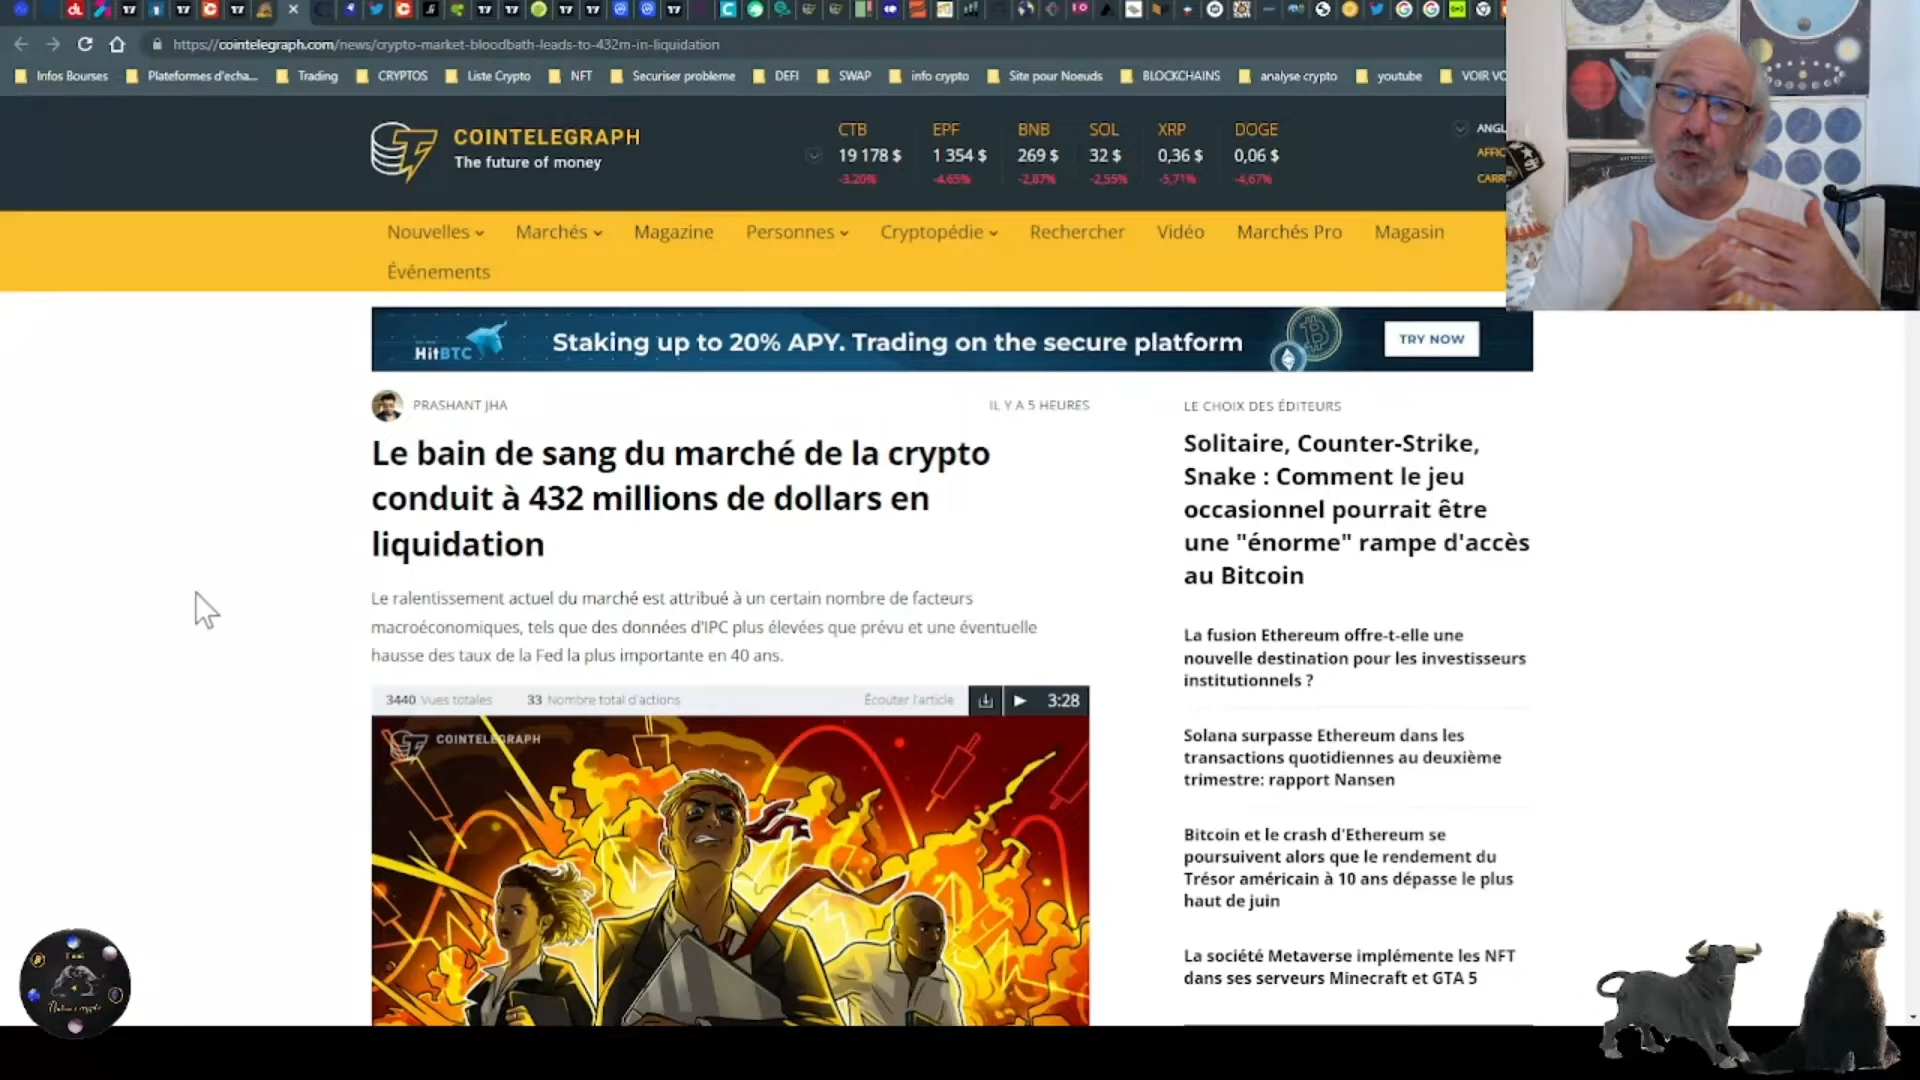 https://cointelegraph.com/news/crypto-market-bloodbath-leads-to-432m-in-liquidation
Infos Bourses Plateformes d'echa... Trading CRYPTOS Liste Crypto NFT Securiser probleme DEFI SWAP info crypto Site pour Noeuds BLOCKCHAINS analyse crypto youtube VOIR VO
COINTELEGRAPH
The future of money
CTB EPF BNB SOL XRP DOGE
19 178 $ 1 354 $ 269 $ 32 $ 0,36 $ 0,06 $
-3,20% -4,65% -2,87% -2,55% -5,71% -4,67%
ANGL
AFFIC
CARR
Nouvelles Marchés Magazine Personnes Cryptopédie Rechercher Vidéo Marchés Pro Magasin
Événements
HitBTC
Staking up to 20% APY. Trading on the secure platform
TRY NOW
PRASHANT JHA
IL Y A 5 HEURES
Le bain de sang du marché de la crypto
conduit à 432 millions de dollars en
liquidation
Le ralentissement actuel du marché est attribué à un certain nombre de facteurs
macroéconomiques, tels que des données d'IPC plus élevées que prévu et une éventuelle
hausse des taux de la Fed la plus importante en 40 ans.
3440 Vues totales 33 Nombre total d'actions Écouter l'article 3:28
COINTELEGRAPH
LE CHOIX DES ÉDITEURS
Solitaire, Counter-Strike,
Snake : Comment le jeu
occasionnel pourrait être
une "énorme" rampe d'accès
au Bitcoin
La fusion Ethereum offre-t-elle une
nouvelle destination pour les investisseurs
institutionnels ?
Solana surpasse Ethereum dans les
transactions quotidiennes au deuxième
trimestre: rapport Nansen
Bitcoin et le crash d'Ethereum se
poursuivent alors que le rendement du
Trésor américain à 10 ans dépasse le plus
haut de juin
La société Metaverse implémente les NFT
dans ses serveurs Minecraft et GTA 5